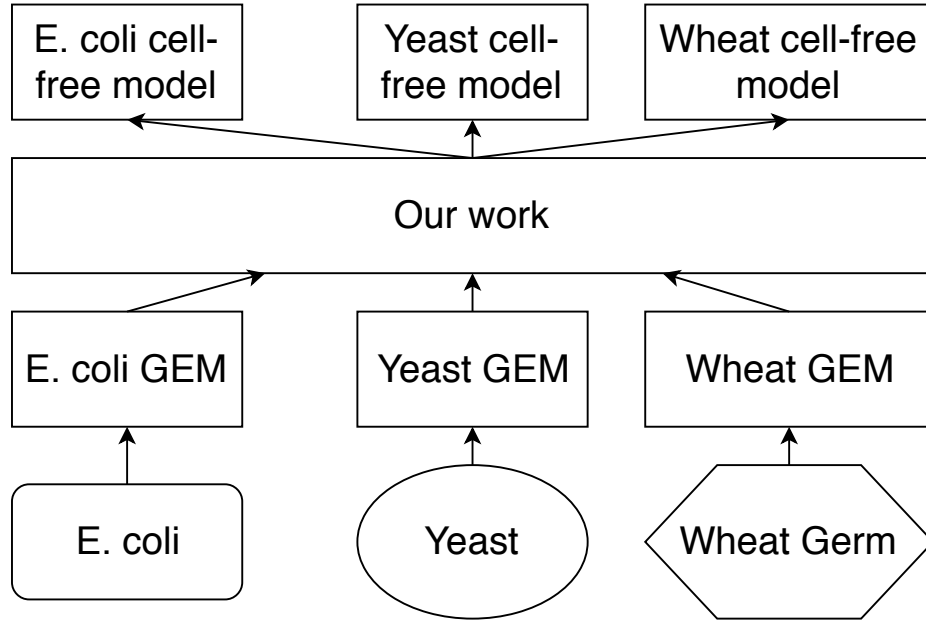 E. coli cell-
free model
Yeast cell-
free model
Wheat cell-free
model
Our work
E. coli GEM
Yeast GEM
Wheat GEM
E. coli
Yeast
Wheat Germ